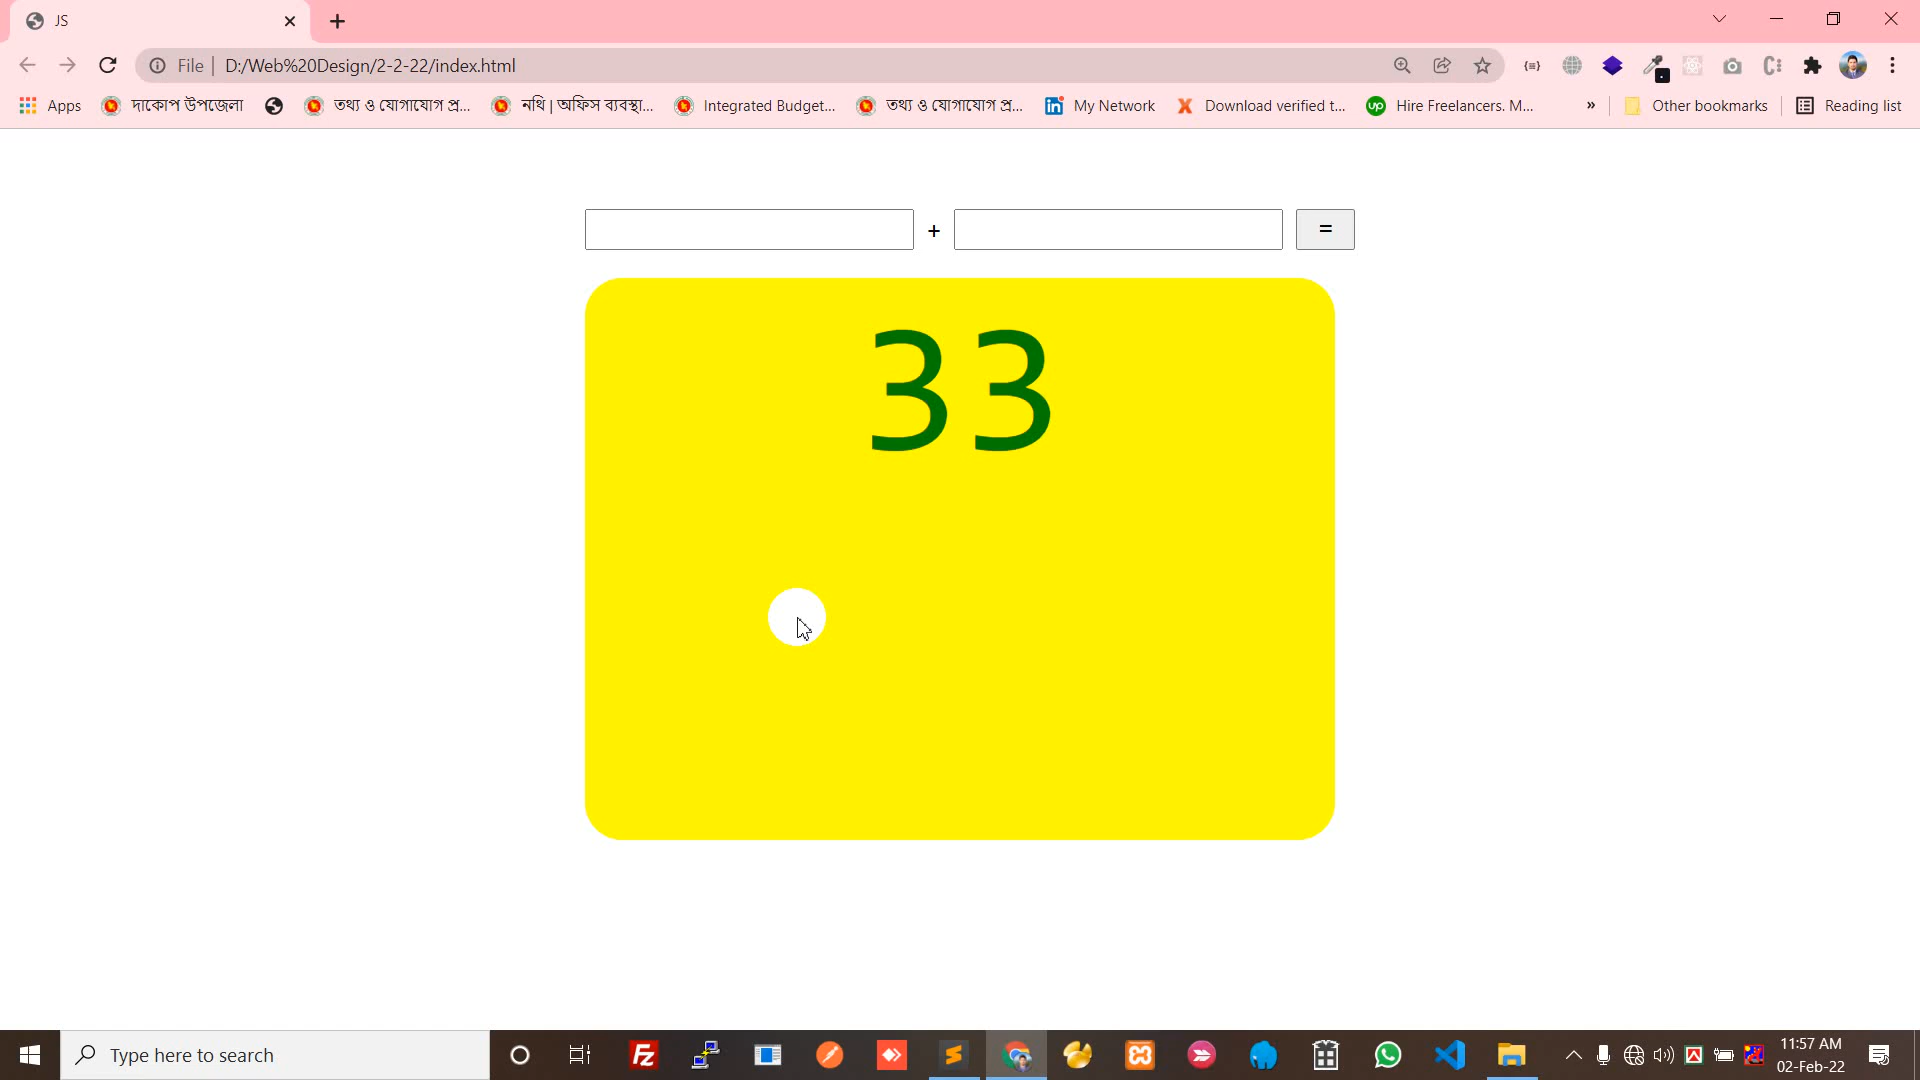 JS
File | D:/Web%20Design/2-2-22/index.html
Apps দাকোপ উপজেলা তথ্য ও যোগাযোগ প্র... নথি | অফিস ব্যবস্থা... Integrated Budget... তথ্য ও যোগাযোগ প্র... My Network Download verified t... Hire Freelancers. M... » Other bookmarks Reading list
+ =
33
Type here to search
11:57 AM
02-Feb-22